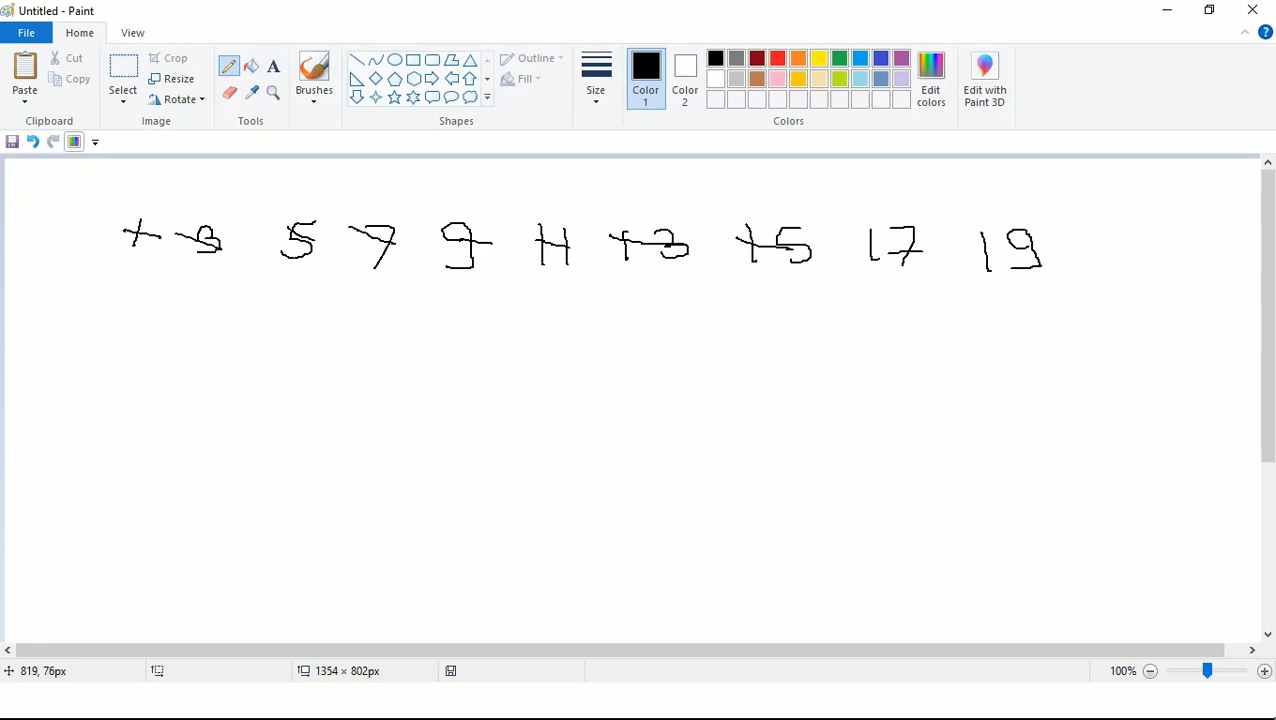 Untitled - Paint
File Home View
Paste Cut Copy
Clipboard
Select Crop Resize Rotate
Image
A
Tools
Brushes
Outline Fill
Shapes
Size
Color 1
Color 2
Edit colors
Colors
Edit with Paint 3D
1 3 5 7 9 11 13 15 17 19
819, 76px 1354 × 802px 100%